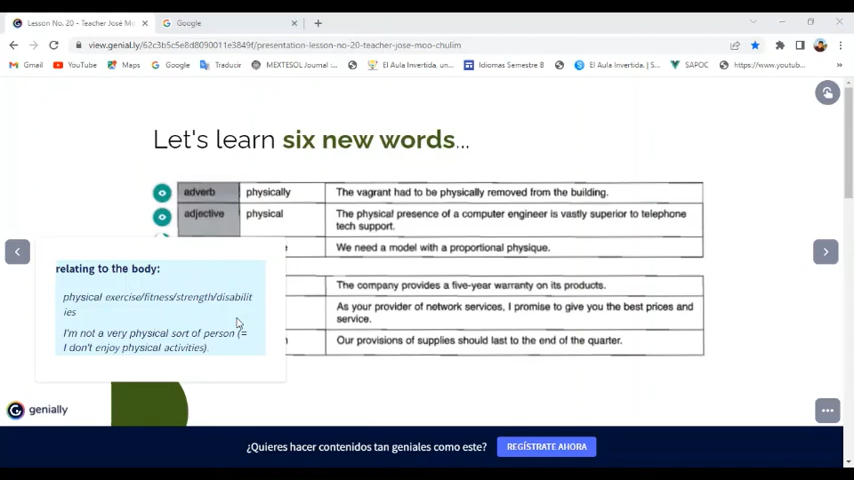 Lesson No. 20 - Teacher José Mo
Google
view.genial.ly/62c3b5c5e8d8090011e3849f/presentation-lesson-no-20-teacher-jose-moo-chulim
Gmail
YouTube
Maps
Google
Traducir
MEXTESOL Journal :...
El Aula Invertida, un...
Idiomas Semestre B
El Aula Invertida. | S...
SAPOC
https://www.youtub...
Let's learn six new words...
adverb physically The vagrant had to be physically removed from the building.
adjective physical The physical presence of a computer engineer is vastly superior to telephone
tech support.
e We need a model with a proportional physique.
relating to the body:
physical exercise/fitness/strength/disabilit
ies
I'm not a very physical sort of person (=
I don't enjoy physical activities).
The company provides a five-year warranty on its products.
As your provider of network services, I promise to give you the best prices and
service.
Our provisions of supplies should last to the end of the quarter.
genially
¿Quieres hacer contenidos tan geniales como este?
REGÍSTRATE AHORA